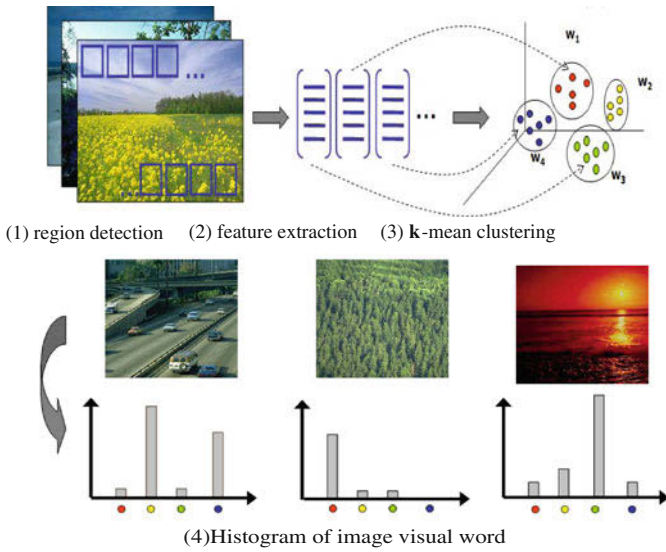 W1
W2
W4
W3
(1) region detection (2) feature extraction (3) k-mean clustering
(4)Histogram of image visual word